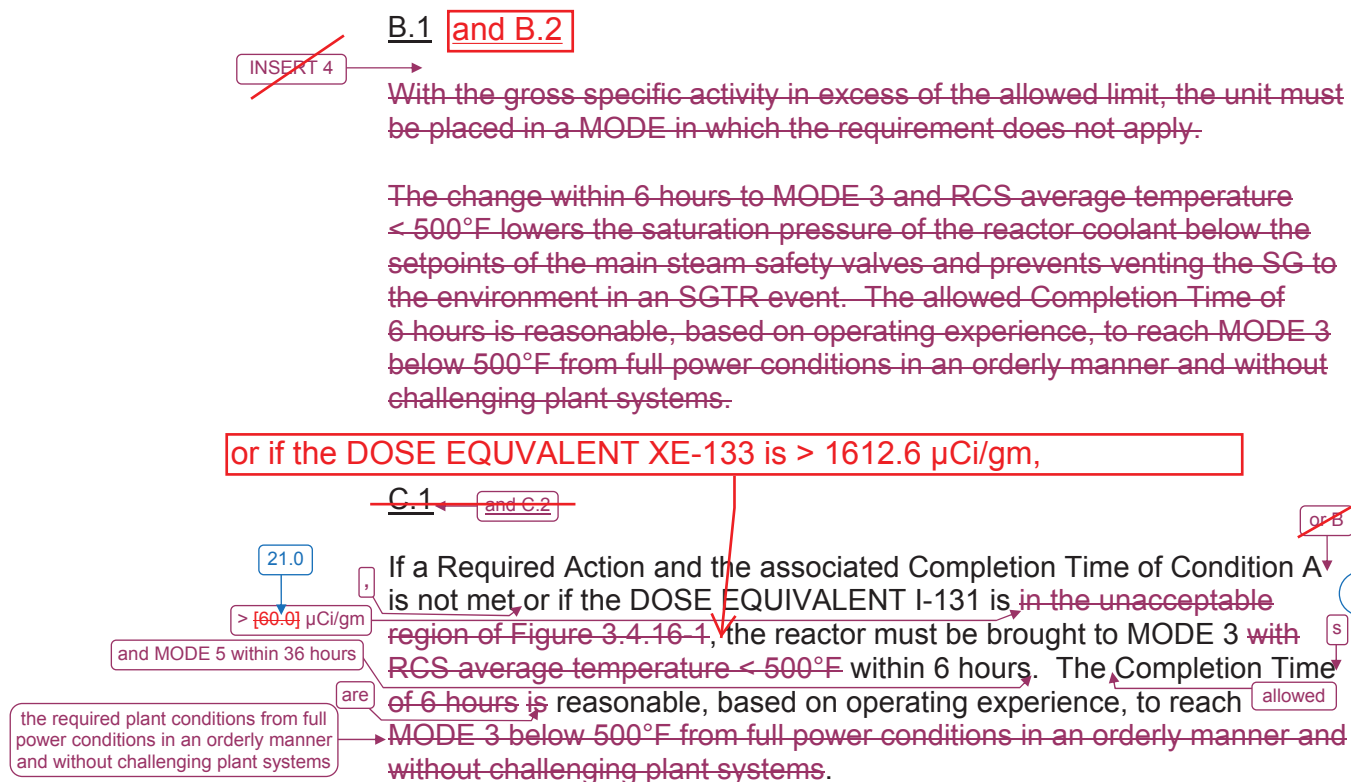 B.1 and B.2
INSERT 4
With the gross specific activity in excess of the allowed limit, the unit must
be placed in a MODE in which the requirement does not apply.
The change within 6 hours to MODE 3 and RCS average temperature
< 500°F lowers the saturation pressure of the reactor coolant below the
setpoints of the main steam safety valves and prevents venting the SG to
the environment in an SGTR event. The allowed Completion Time of
6 hours is reasonable, based on operating experience, to reach MODE 3
below 500°F from full power conditions in an orderly manner and without
challenging plant systems.
or if the DOSE EQUVALENT XE-133 is > 1612.6 µCi/gm,
C.1 and C.2
or B
21.0
,
If a Required Action and the associated Completion Time of Condition A
is not met or if the DOSE EQUIVALENT I-131 is in the unacceptable
> [60.0] µCi/gm
region of Figure 3.4.16-1, the reactor must be brought to MODE 3 with
s
and MODE 5 within 36 hours
RCS average temperature < 500°F within 6 hours. The Completion Time
are
of 6 hours is reasonable, based on operating experience, to reach
allowed
the required plant conditions from full
power conditions in an orderly manner
and without challenging plant systems
MODE 3 below 500°F from full power conditions in an orderly manner and
without challenging plant systems.